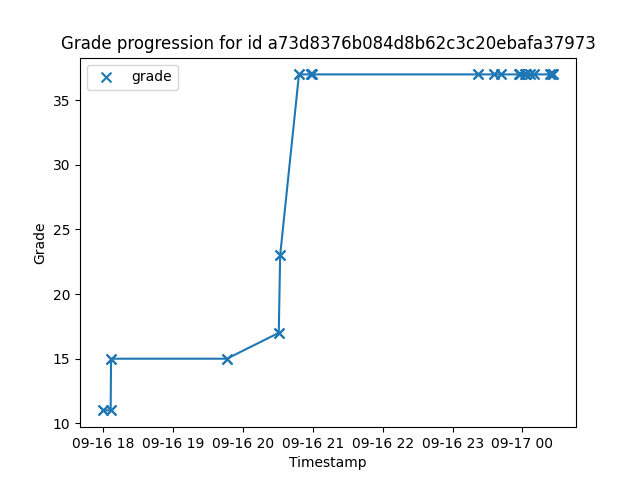 Grade progression for id a73d8376b084d8b62c3c20ebafa37973
grade
35
30
25
20
15
10
Grade
09-16 18 09-16 19 09-16 20 09-16 21 09-16 22 09-16 23 09-17 00
Timestamp